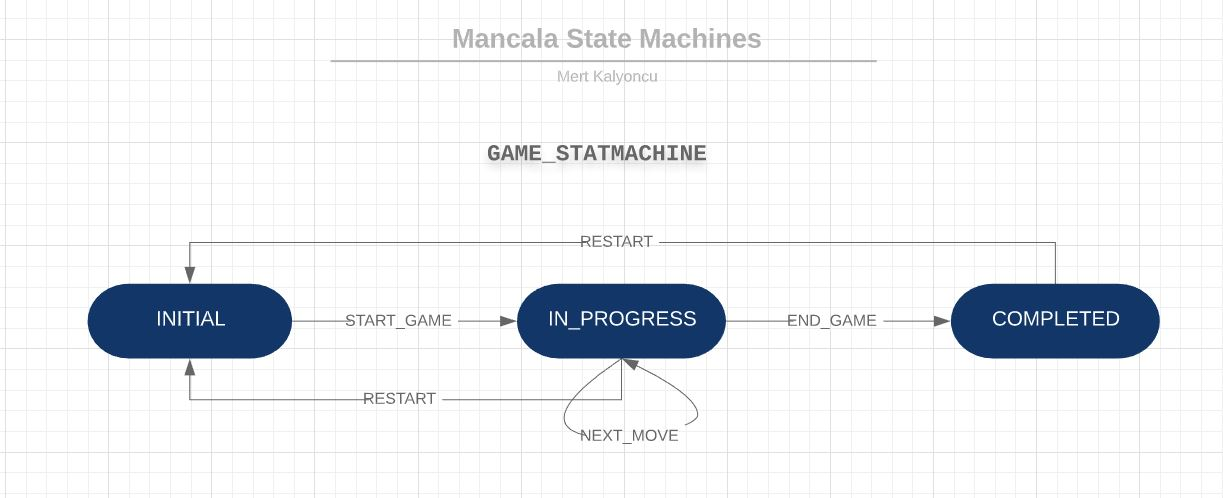 Mancala State Machines
Mert Kalyoncu
GAME_STATMACHINE
RESTART
INITIAL
START_GAME
IN_PROGRESS
END_GAME
COMPLETED
RESTART
NEXT_MOVE